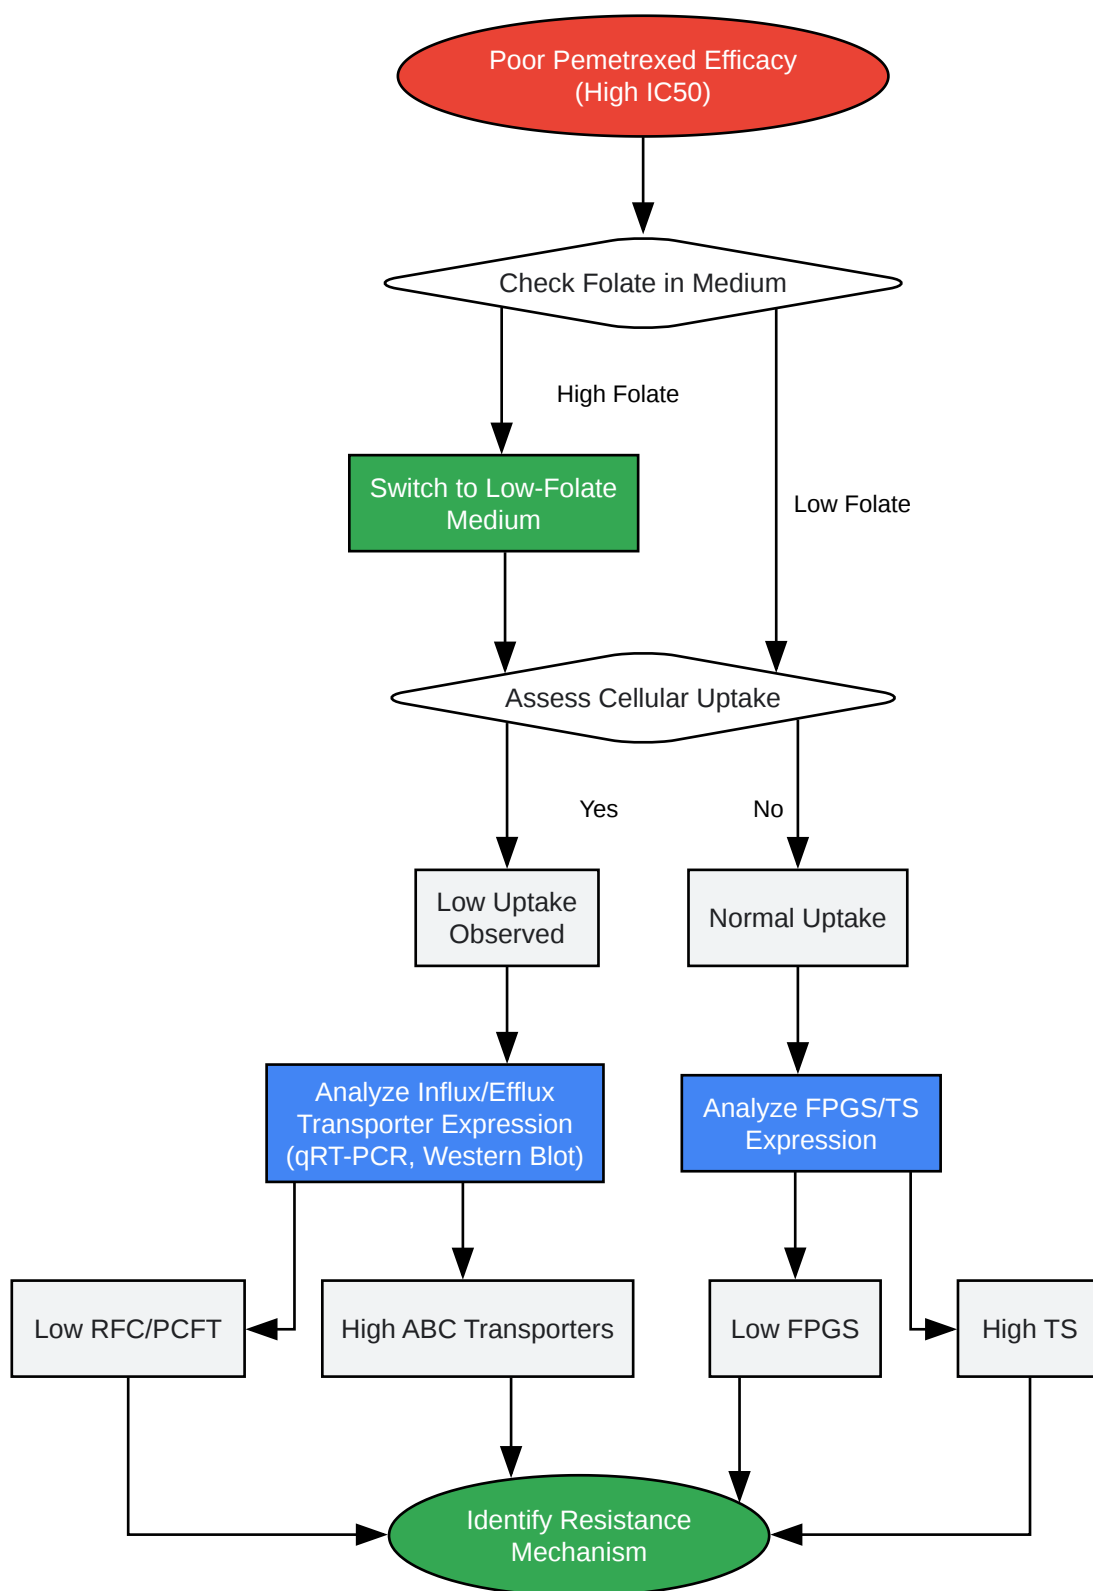 Poor Pemetrexed Efficacy
(High IC50)
Check Folate in Medium
High Folate
Switch to Low-Folate
Medium
Low Folate
Assess Cellular Uptake
Yes
No
Low Uptake
Observed
Normal Uptake
Analyze Influx/Efflux
Transporter Expression
(qRT-PCR, Western Blot)
Analyze FPGS/TS
Expression
Low RFC/PCFT
High ABC Transporters
Low FPGS
High TS
Identify Resistance
Mechanism